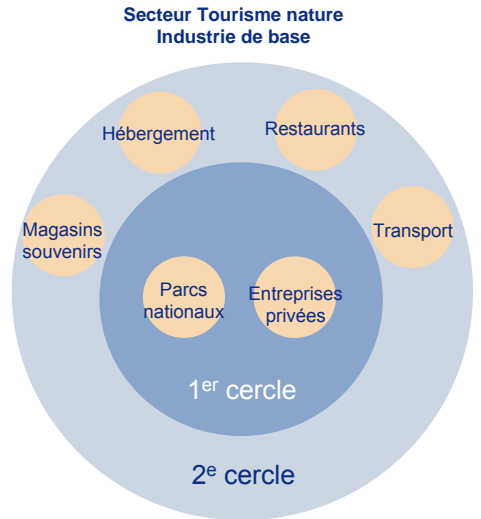 Secteur Tourisme nature
Industrie de base
Hébergement
Restaurants
Magasins
souvenirs
Transport
Parcs
nationaux
Entreprises
privées
1er cercle
2e cercle